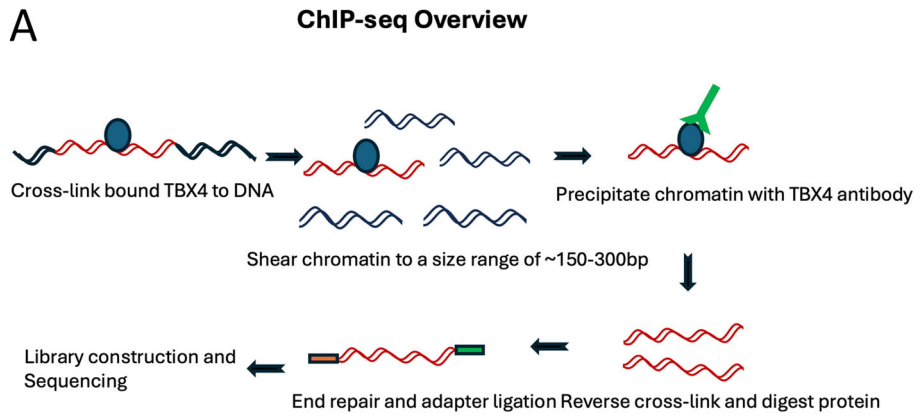 A
ChIP-seq Overview
Cross-link bound TBX4 to DNA
Shear chromatin to a size range of ~150-300bp
Precipitate chromatin with TBX4 antibody
Reverse cross-link and digest protein
End repair and adapter ligation
Library construction and
Sequencing